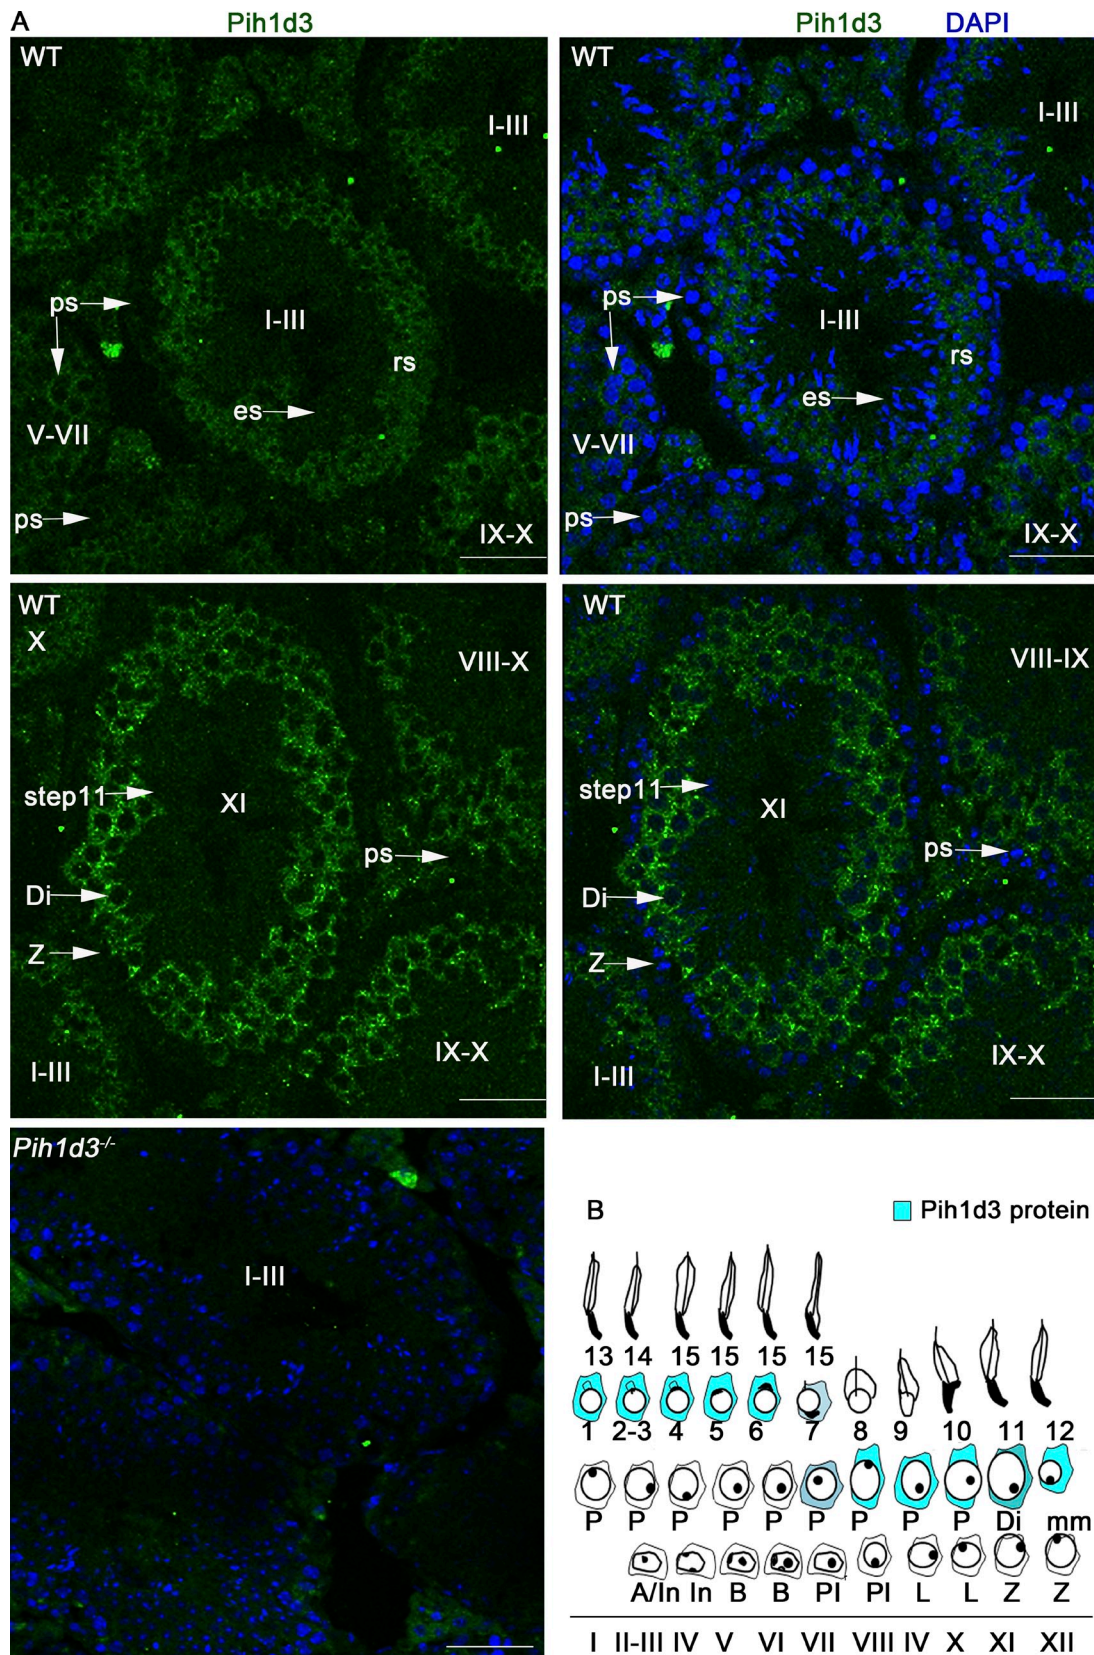 A
Pih1d3
Pih1d3 DAPI
WT
I-III
ps
I-III
rs
es
V-VII
ps
IX-X
WT
I-III
ps
I-III
rs
es
V-VII
ps
IX-X
WT
X
VIII-X
step11
XI
ps
Di
Z
IX-X
I-III
WT
VIII-IX
step11
XI
ps
Di
Z
IX-X
I-III
Pih1d3-/-
I-III
B
Pih1d3 protein
13 14 15 15 15 15
1 2-3 4 5 6 7 8 9 10 11 12
P P P P P P P P P Di mm
A/In In B B Pl Pl L L Z Z
I II-III IV V VI VII VIII IV X XI XII